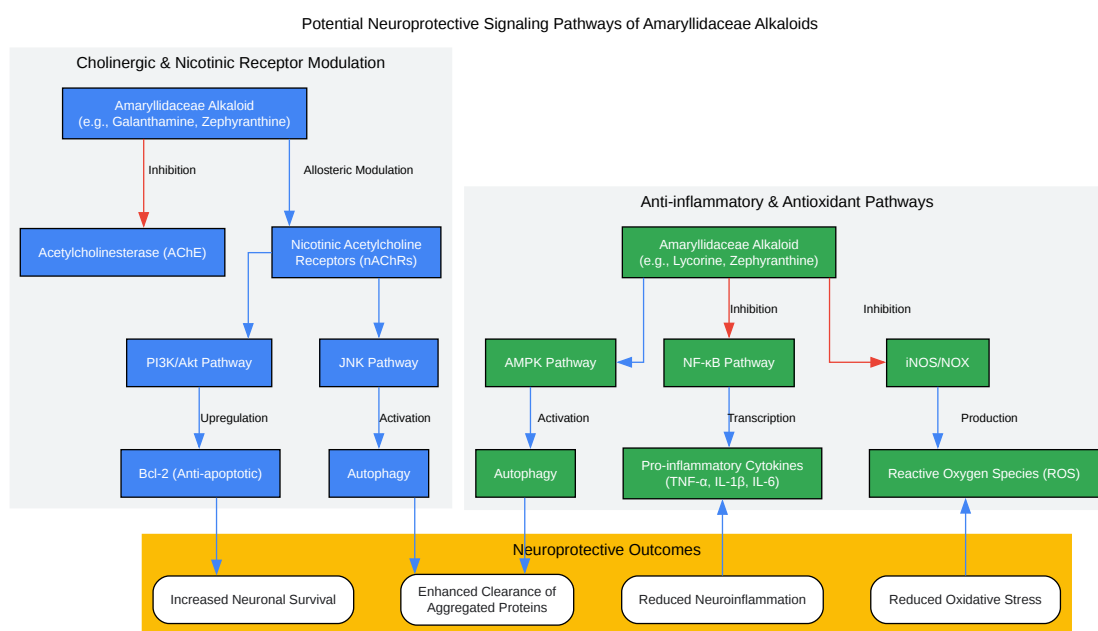 Potential Neuroprotective Signaling Pathways of Amaryllidaceae Alkaloids
Cholinergic & Nicotinic Receptor Modulation
Amaryllidaceae Alkaloid
(e.g., Galanthamine, Zephyranthine)
Inhibition
Allosteric Modulation
Acetylcholinesterase (AChE)
Nicotinic Acetylcholine
Receptors (nAChRs)
PI3K/Akt Pathway
JNK Pathway
Upregulation
Activation
Bcl-2 (Anti-apoptotic)
Autophagy
Anti-inflammatory & Antioxidant Pathways
Amaryllidaceae Alkaloid
(e.g., Lycorine, Zephyranthine)
Inhibition
Inhibition
AMPK Pathway
NF-κB Pathway
iNOS/NOX
Activation
Transcription
Production
Autophagy
Pro-inflammatory Cytokines
(TNF-α, IL-1β, IL-6)
Reactive Oxygen Species (ROS)
Neuroprotective Outcomes
Increased Neuronal Survival
Enhanced Clearance of
Aggregated Proteins
Reduced Neuroinflammation
Reduced Oxidative Stress